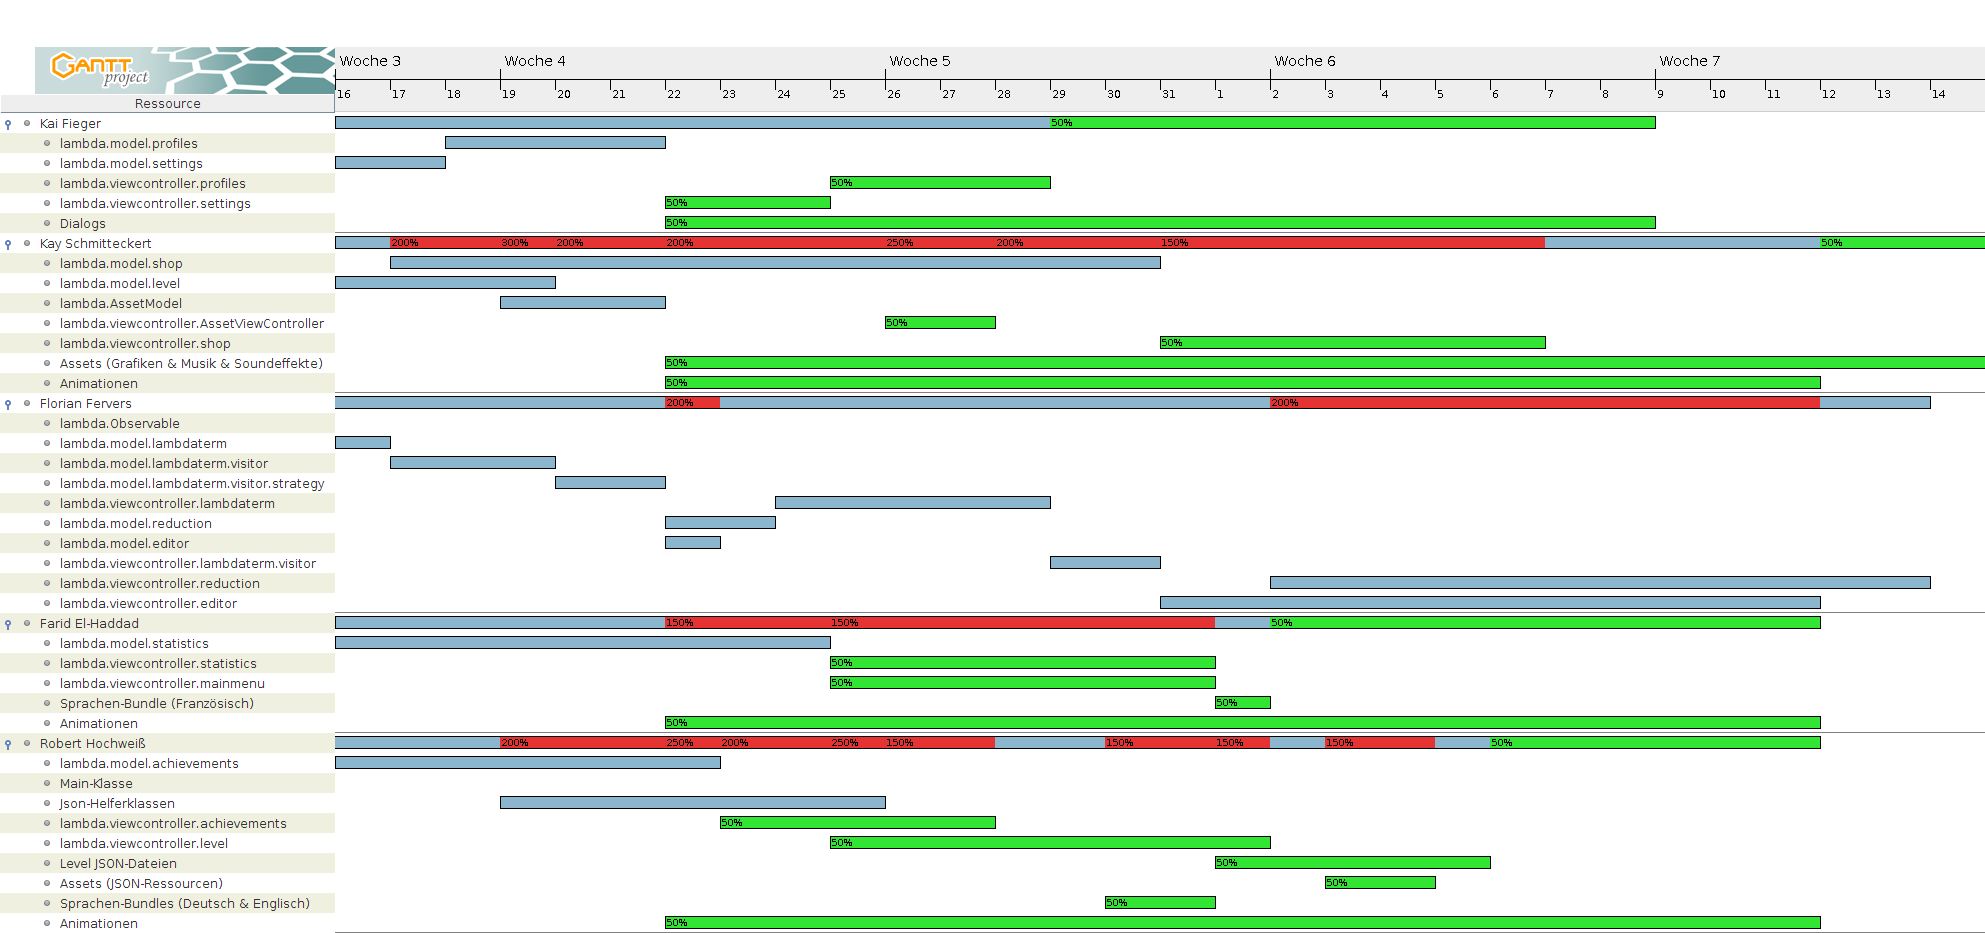 GANTT
project
Woche 3 Woche 4 Woche 5 Woche 6 Woche 7
16 17 18 19 20 21 22 23 24 25 26 27 28 29 30 31 1 2 3 4 5 6 7 8 9 10 11 12 13 14
Ressource
Kai Fieger 50%
lambda.model.profiles
lambda.model.settings
lambda.viewcontroller.profiles 50%
lambda.viewcontroller.settings 50%
Dialogs 50%
Kay Schmitteckert 200% 300% 200% 200% 250% 200% 150% 50%
lambda.model.shop
lambda.model.level
lambda.AssetModel
lambda.viewcontroller.AssetViewController 50%
lambda.viewcontroller.shop 50%
Assets (Grafiken & Musik & Soundeffekte) 50%
Animationen 50%
Florian Fervers 200% 200%
lambda.Observable
lambda.model.lambdaterm
lambda.model.lambdaterm.visitor
lambda.model.lambdaterm.visitor.strategy
lambda.viewcontroller.lambdaterm
lambda.model.reduction
lambda.model.editor
lambda.viewcontroller.lambdaterm.visitor
lambda.viewcontroller.reduction
lambda.viewcontroller.editor
Farid El-Haddad 150% 150% 50%
lambda.model.statistics
lambda.viewcontroller.statistics 50%
lambda.viewcontroller.mainmenu 50%
Sprachen-Bundle (Französisch) 50%
Animationen 50%
Robert Hochweiß 200% 250% 200% 250% 150% 150% 150% 150% 50%
lambda.model.achievements
Main-Klasse
Json-Helferklassen
lambda.viewcontroller.achievements 50%
lambda.viewcontroller.level 50%
Level JSON-Dateien 50%
Assets (JSON-Ressourcen) 50%
Sprachen-Bundles (Deutsch & Englisch) 50%
Animationen 50%